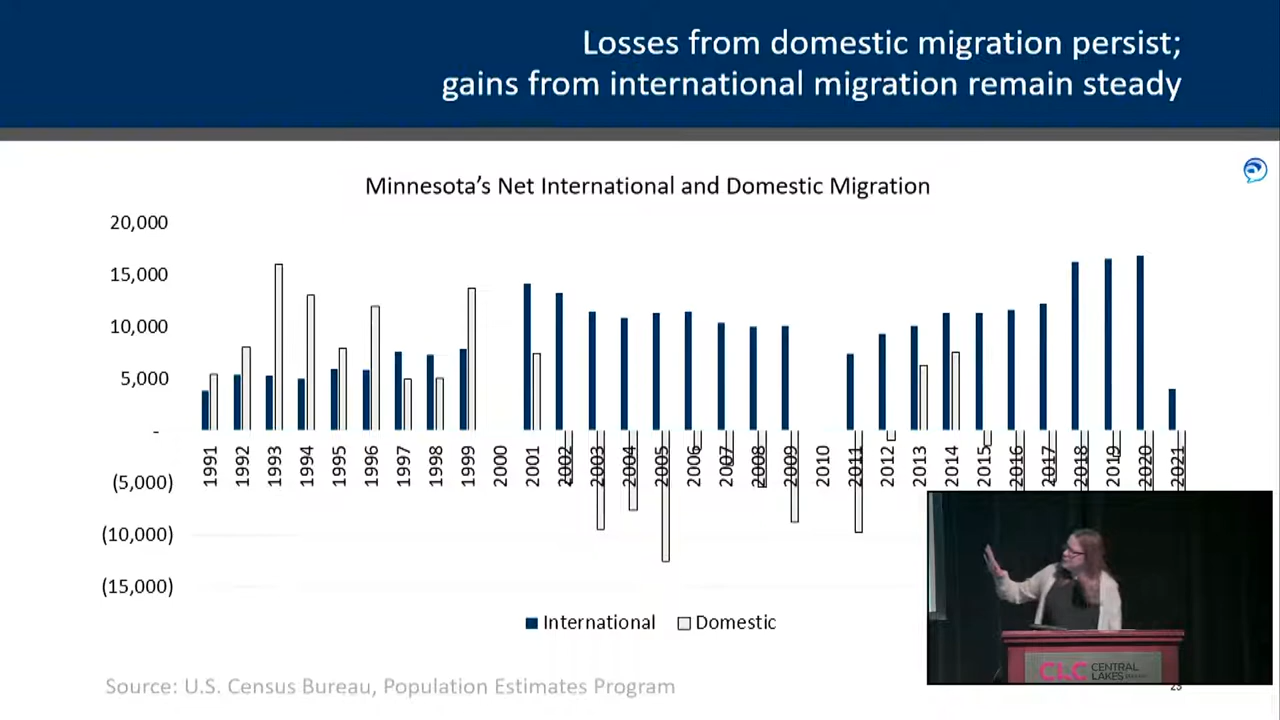 Losses from domestic migration persist;
gains from international migration remain steady
Minnesota's Net International and Domestic Migration
20,000
15,000
10,000
5,000
-
(5,000)
(10,000)
(15,000)
1991 1992 1993 1994 1995 1996 1997 1998 1999 2000 2001 2002 2003 2004 2005 2006 2007 2008 2009 2010 2011 2012 2013 2014 2015 2016 2017 2018 2019 2020 2021
International Domestic
CLC CENTRAL
LAKES
Source: U.S. Census Bureau, Population Estimates Program